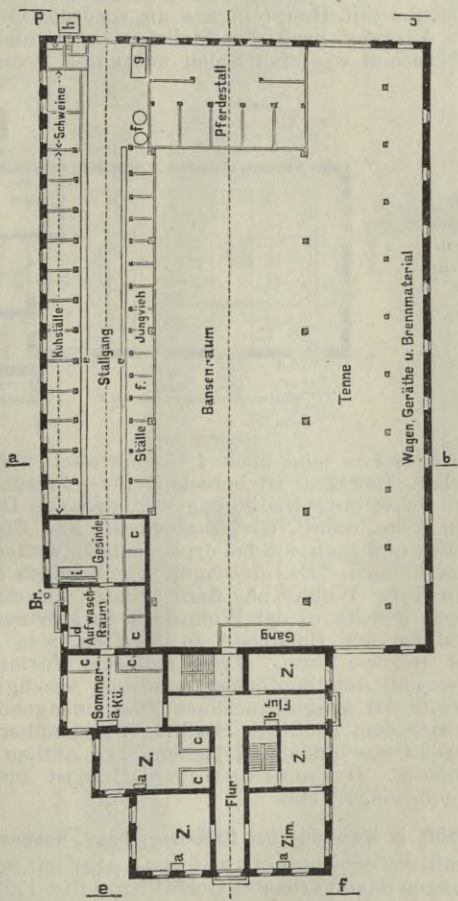 d
c
h
g
Schweine
f
Pferdestall
Kuhställe
Stallgang
Ställe f. Jungvieh
Bansenraum
Tenne
Wagen, Geräthe u. Brennmaterial
a
b
Br.
i
Gesinde
c
d
Aufwasch-
Raum
c
Gang
c
c
c
Sommer
Kü.
a
Z.
Flur
b
a
Z.
c
c
Flur
Z.
Z.
a
Zim.
e
f